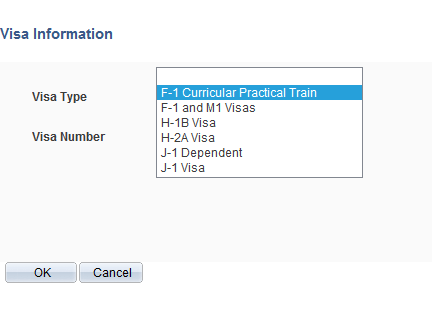 Visa Information
Visa Type
F-1 Curricular Practical Train
F-1 and M1 Visas
H-1B Visa
H-2A Visa
J-1 Dependent
J-1 Visa
Visa Number
OK Cancel